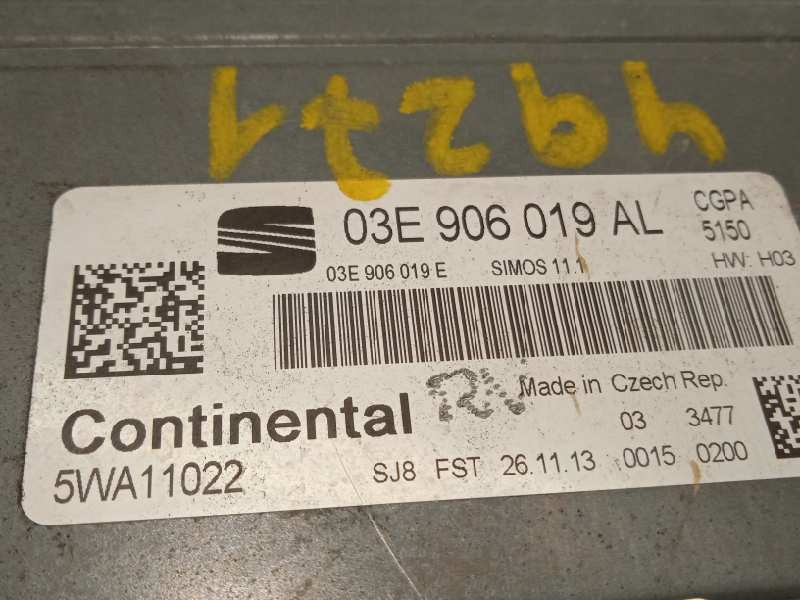 03E 906 019 AL
CGPA
5150
03E 906 019 E
SIMOS 11.1
HW: H03
Continental
Made in Czech Rep.
03 3477
5WA11022
SJ8 FST 26.11.13 0015 0200